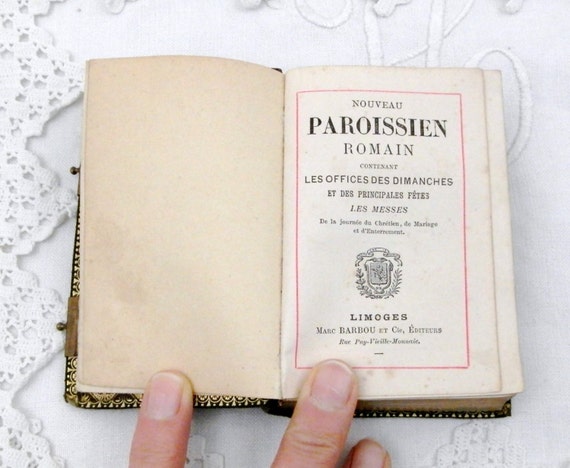 NOUVEAU
PAROISSIEN
ROMAIN
CONTENANT
LES OFFICES DES DIMANCHES
ET DES PRINCIPALES FÊTES
LES MESSES
De la journée du Chrétien, de Mariage
et d'Enterrement.
LIMOGES
MARC BARBOU ET Cie, ÉDITEURS
Rue Puy-Vieille-Monnaie.